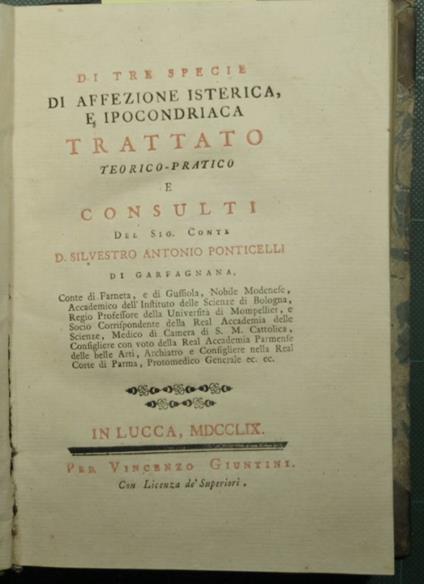 DI TRE SPECIE
DI AFFEZIONE ISTERICA,
E IPOCONDRIACA
TRATTATO
TEORICO-PRATICO
E
CONSULTI
DEL SIG. CONTE
D. SILVESTRO ANTONIO PONTICELLI
DI GARFAGNANA,
Conte di Farneta, e di Gussiola, Nobile Modenese,
Accademico dell' Instituto delle Scienze di Bologna,
Regio Professore della Università di Mompellier, e
Socio Corrispondente della Real Accademia delle
Scienze, Medico di Camera di S. M. Cattolica,
Consigliere con voto della Real Accademia Parmense
delle belle Arti, Archiatro e Consigliere nella Real
Corte di Parma, Protomedico Generale ec. ec.
IN LUCCA, MDCCLIX.
PER VINCENZO GIUNTINI.
Con Licenza de' Superiori.